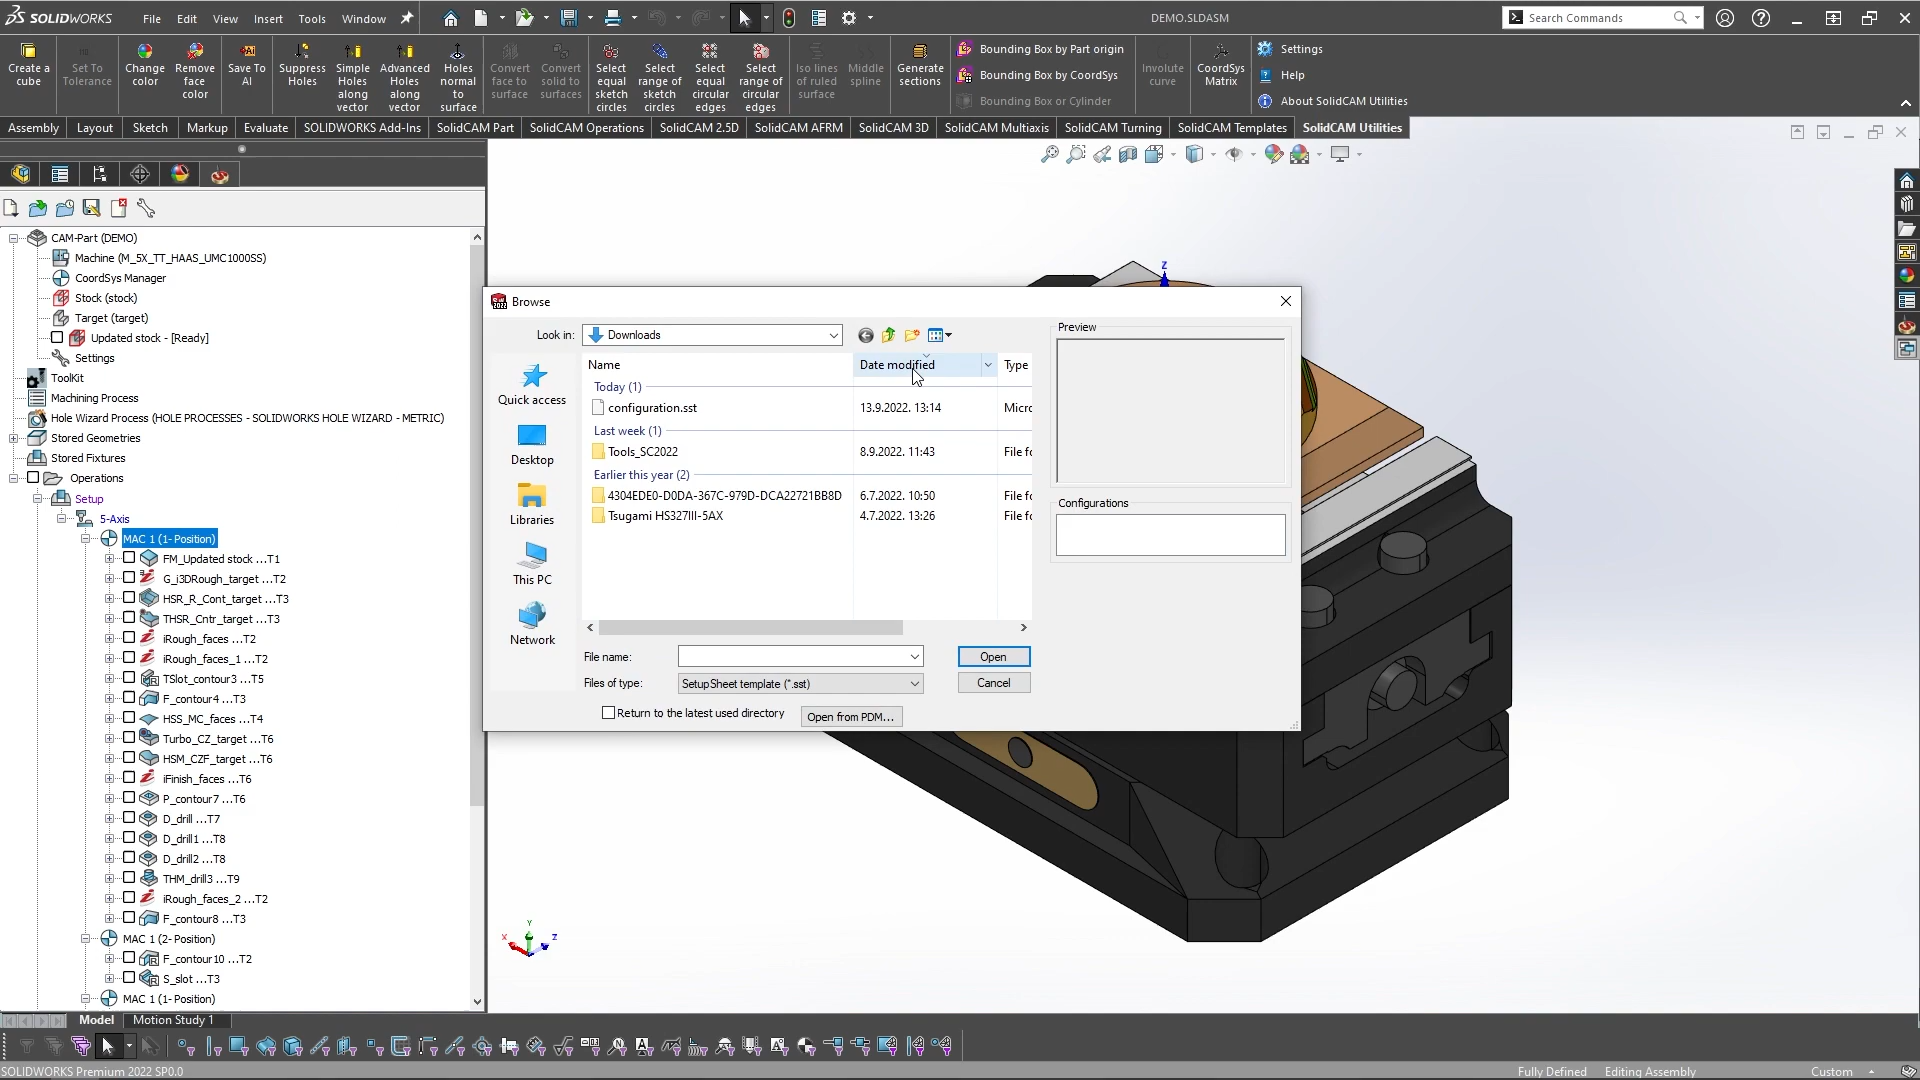 SOLIDWORKS File Edit View Insert Tools Window DEMO.SLDASM Search Commands
Create a cube
Set To Tolerance
Change color
Remove face color
Save To AI
Suppress Holes
Simple Holes along vector
Advanced Holes along vector
Holes normal to surface
Convert face to surface
Convert solid to surfaces
Select equal sketch circles
Select range of sketch circles
Select equal circular edges
Select range of circular edges
Iso lines of ruled surface
Middle spline
Generate sections
Bounding Box by Part origin
Bounding Box by CoordSys
Bounding Box or Cylinder
Involute curve
CoordSys Matrix
Settings
Help
About SolidCAM Utilities
Assembly Layout Sketch Markup Evaluate SOLIDWORKS Add-Ins SolidCAM Part SolidCAM Operations SolidCAM 2.5D SolidCAM AFRM SolidCAM 3D SolidCAM Multiaxis SolidCAM Turning SolidCAM Templates SolidCAM Utilities
CAM-Part (DEMO)
Machine (M_5X_TT_HAAS_UMC1000SS)
CoordSys Manager
Stock (stock)
Target (target)
Updated stock - [Ready]
Settings
ToolKit
Machining Process
Hole Wizard Process (HOLE PROCESSES - SOLIDWORKS HOLE WIZARD - METRIC)
Stored Geometries
Stored Fixtures
Operations
Setup
5-Axis
MAC 1 (1- Position)
FM_Updated stock ...T1
G_i3DRough_target ...T2
HSR_R_Cont_target ...T3
THSR_Cntr_target ...T3
iRough_faces ...T2
iRough_faces_1 ...T2
TSlot_contour3 ...T5
F_contour4 ...T3
HSS_MC_faces ...T4
Turbo_CZ_target ...T6
HSM_CZF_target ...T6
iFinish_faces ...T6
P_contour7 ...T6
D_drill ...T7
D_drill1 ...T8
D_drill2 ...T8
THM_drill3 ...T9
iRough_faces_2 ...T2
F_contour8 ...T3
MAC 1 (2- Position)
F_contour10 ...T2
S_slot ...T3
MAC 1 (1- Position)
Browse
Look in: Downloads
Quick access
Desktop
Libraries
This PC
Network
Name Date modified Type
Today (1)
configuration.sst 13.9.2022. 13:14 Micro
Last week (1)
Tools_SC2022 8.9.2022. 11:43 File fo
Earlier this year (2)
4304EDE0-D0DA-367C-979D-DCA22721BB8D 6.7.2022. 10:50 File fo
Tsugami HS327III-5AX 4.7.2022. 13:26 File fo
Preview
Configurations
File name: Open
Files of type: SetupSheet template (*.sst) Cancel
Return to the latest used directory Open from PDM...
Z
Y
X Z
Model Motion Study 1
SOLIDWORKS Premium 2022 SP0.0 Fully Defined Editing Assembly Custom